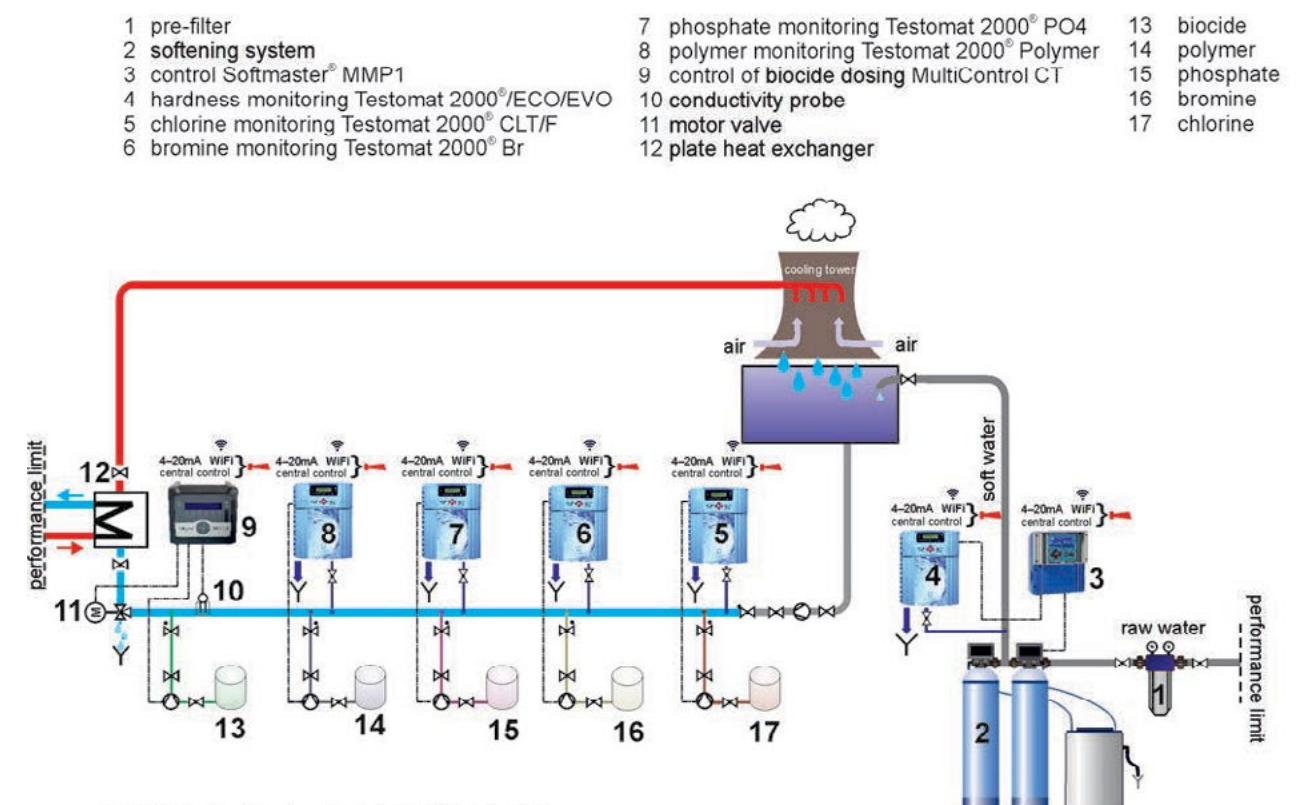 1 pre-filter
2 softening system
3 control Softmaster® MMP1
4 hardness monitoring Testomat 2000®/ECO/EVO
5 chlorine monitoring Testomat 2000® CLT/F
6 bromine monitoring Testomat 2000® Br
7 phosphate monitoring Testomat 2000® PO4
8 polymer monitoring Testomat 2000® Polymer
9 control of biocide dosing MultiControl CT
10 conductivity probe
11 motor valve
12 plate heat exchanger
13 biocide
14 polymer
15 phosphate
16 bromine
17 chlorine
cooling tower
air
air
performance limit
12
4–20mA WiFi
central control
9
4–20mA WiFi
central control
8
4–20mA WiFi
central control
7
4–20mA WiFi
central control
6
4–20mA WiFi
central control
5
soft water
4–20mA WiFi
central control
4
4–20mA WiFi
central control
3
10
11
M
raw water
performance limit
1
2
13
14
15
16
17